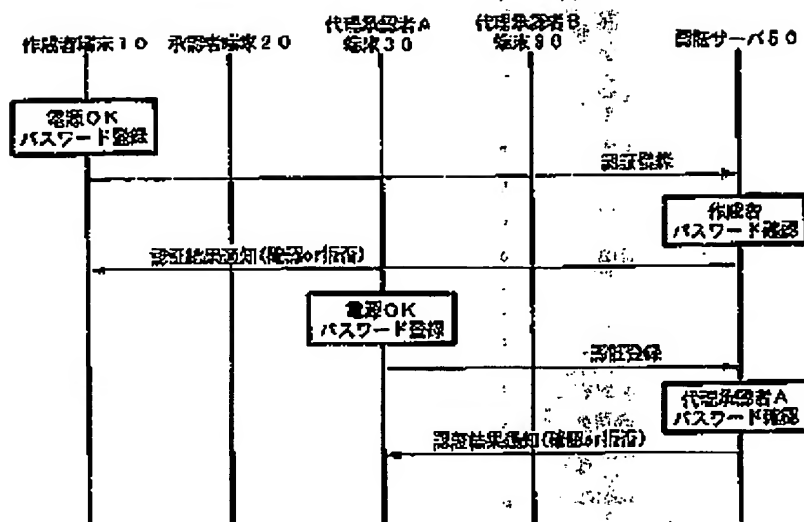 作成者端末10 承認者端末20 代理承認者A端末30 代理承認者B端末90 認証サーバ50
電源OK
パスワード登録
認証登録
作成者
パスワード確認
認証結果通知(確認or拒否)
電源OK
パスワード登録
認証登録
代理承認者A
パスワード確認
認証結果通知(確認or拒否)